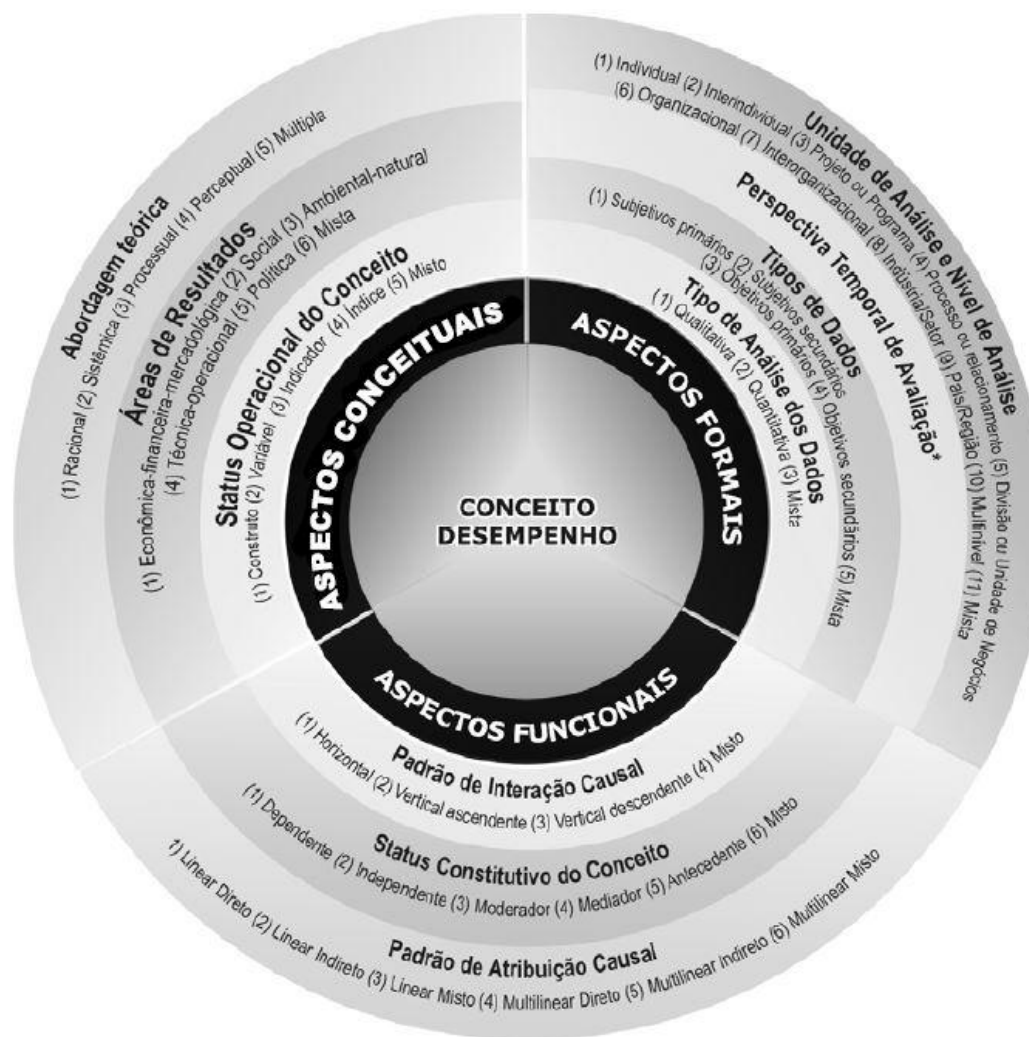 CONCEITO
DESEMPENHO
ASPECTOS CONCEITUAIS
Abordagem teórica
(1) Racional (2) Sistêmica (3) Processual (4) Perceptual (5) Múltipla
Áreas de Resultados
(1) Econômica-financeira-mercadológica (2) Social (3) Ambiental-natural
(4) Técnica-operacional (5) Política (6) Mista
Status Operacional do Conceito
(1) Construto (2) Variável (3) Indicador (4) Índice (5) Misto
ASPECTOS FORMAIS
Unidade de Análise e Nível de Análise
(1) Individual (2) Interindividual (3) Projeto ou Programa (4) Processo ou relacionamento (5) Divisão ou Unidade de Negócios
(6) Organizacional (7) Interorganizacional (8) Indústria/Setor (9) País/Região (10) Multinível (11) Mista
Perspectiva Temporal de Avaliação*
Tipos de Dados
(1) Subjetivos primários (2) Subjetivos secundários
(3) Objetivos primários (4) Objetivos secundários (5) Mista
Tipo de Análise dos Dados
(1) Qualitativa (2) Quantitativa (3) Mista
ASPECTOS FUNCIONAIS
Padrão de Interação Causal
(1) Horizontal (2) Vertical ascendente (3) Vertical descendente (4) Misto
Status Constitutivo do Conceito
(1) Dependente (2) Independente (3) Moderador (4) Mediador (5) Antecedente (6) Misto
Padrão de Atribuição Causal
1) Linear Direto (2) Linear Indireto (3) Linear Misto (4) Multilinear Direto (5) Multilinear Indireto (6) Multilinear Misto